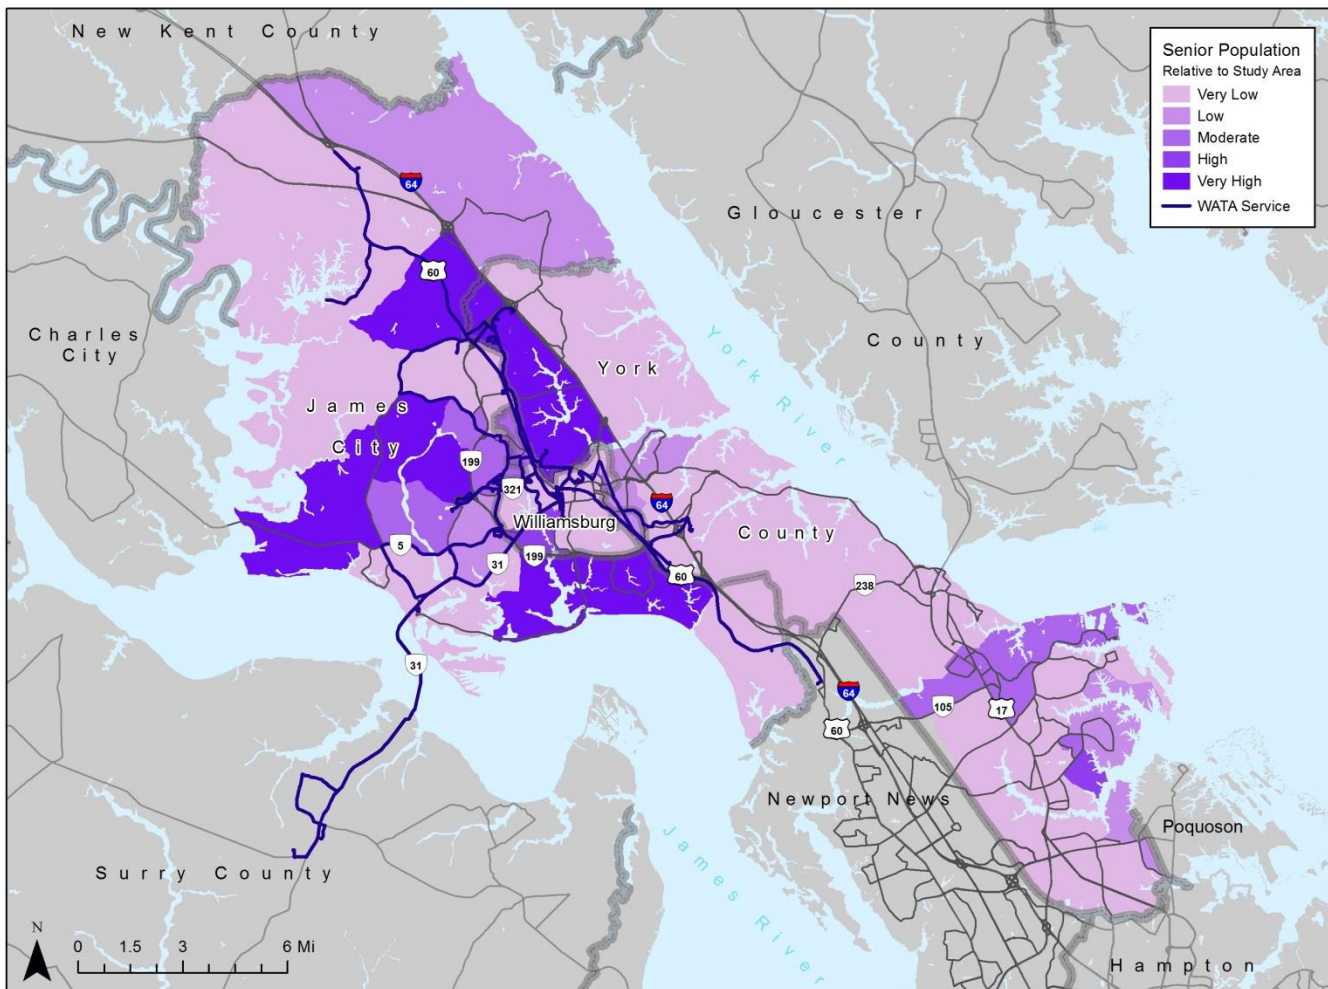 New Kent County
Senior Population
Relative to Study Area
Very Low
Low
Moderate
High
Very High
WATA Service
64
Gloucester
60
Charles
City
York River
County
York
James
City
199
321
64
Williamsburg
County
5
31
199
60
238
31
64
105
17
60
Newport News
Poquoson
James River
Surry County
N
0 1.5 3 6 Mi
Hampton